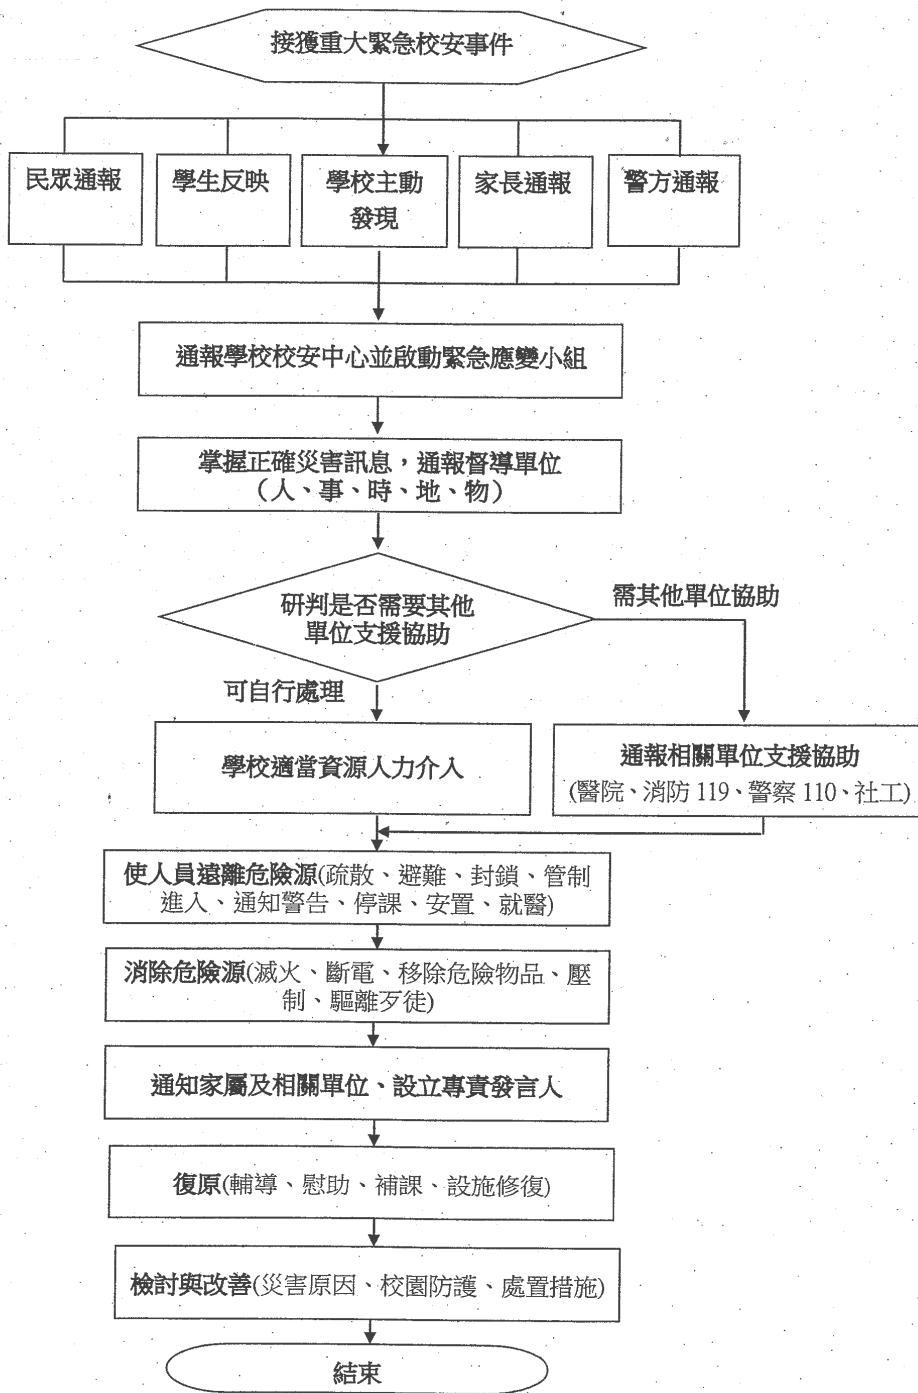 接獲重大緊急校安事件
民眾通報
學生反映
學校主動
發現
家長通報
警方通報
通報學校校安中心並啟動緊急應變小組
掌握正確災害訊息，通報督導單位
（人、事、時、地、物）
研判是否需要其他
單位支援協助
需其他單位協助
可自行處理
學校適當資源人力介入
通報相關單位支援協助
(醫院、消防 119、警察 110、社工)
使人員遠離危險源(疏散、避難、封鎖、管制
進入、通知警告、停課、安置、就醫)
消除危險源(滅火、斷電、移除危險物品、壓
制、驅離歹徒)
通知家屬及相關單位、設立專責發言人
復原(輔導、慰助、補課、設施修復)
檢討與改善(災害原因、校園防護、處置措施)
結束